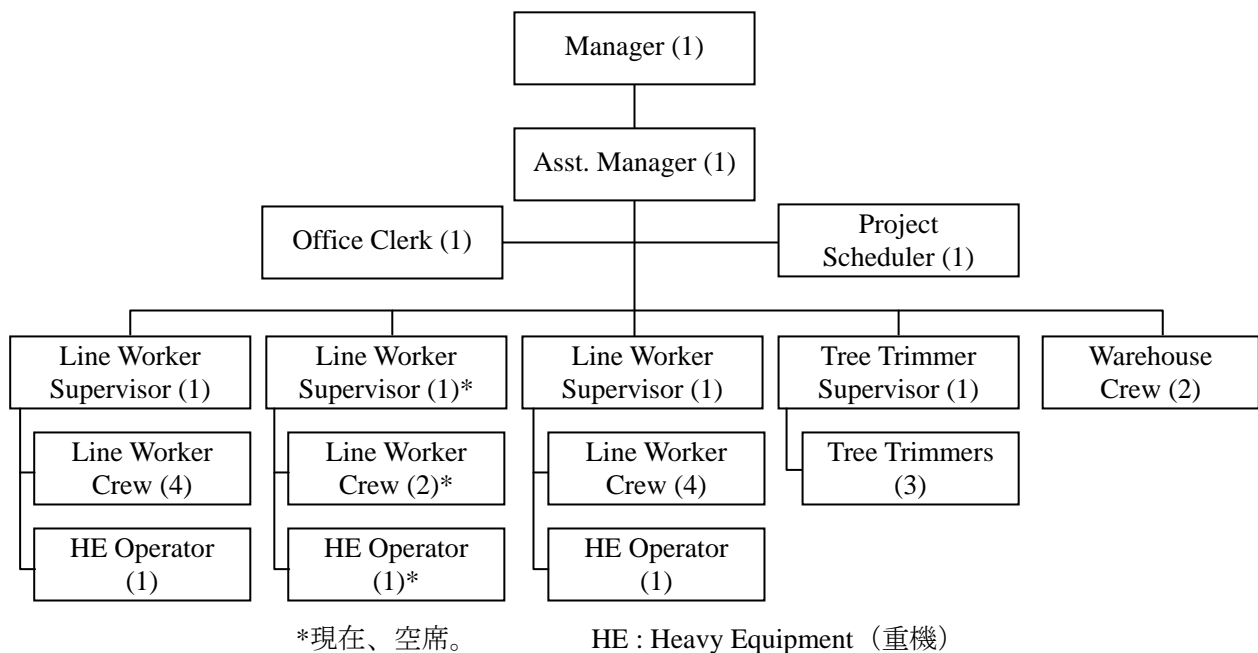 Manager (1)
Asst. Manager (1)
Office Clerk (1)
Project
Scheduler (1)
Line Worker
Supervisor (1)
Line Worker
Supervisor (1)*
Line Worker
Supervisor (1)
Tree Trimmer
Supervisor (1)
Warehouse
Crew (2)
Line Worker
Crew (4)
Line Worker
Crew (2)*
Line Worker
Crew (4)
Tree Trimmers
(3)
HE Operator
(1)
HE Operator
(1)*
HE Operator
(1)
*現在、空席。
HE : Heavy Equipment（重機）